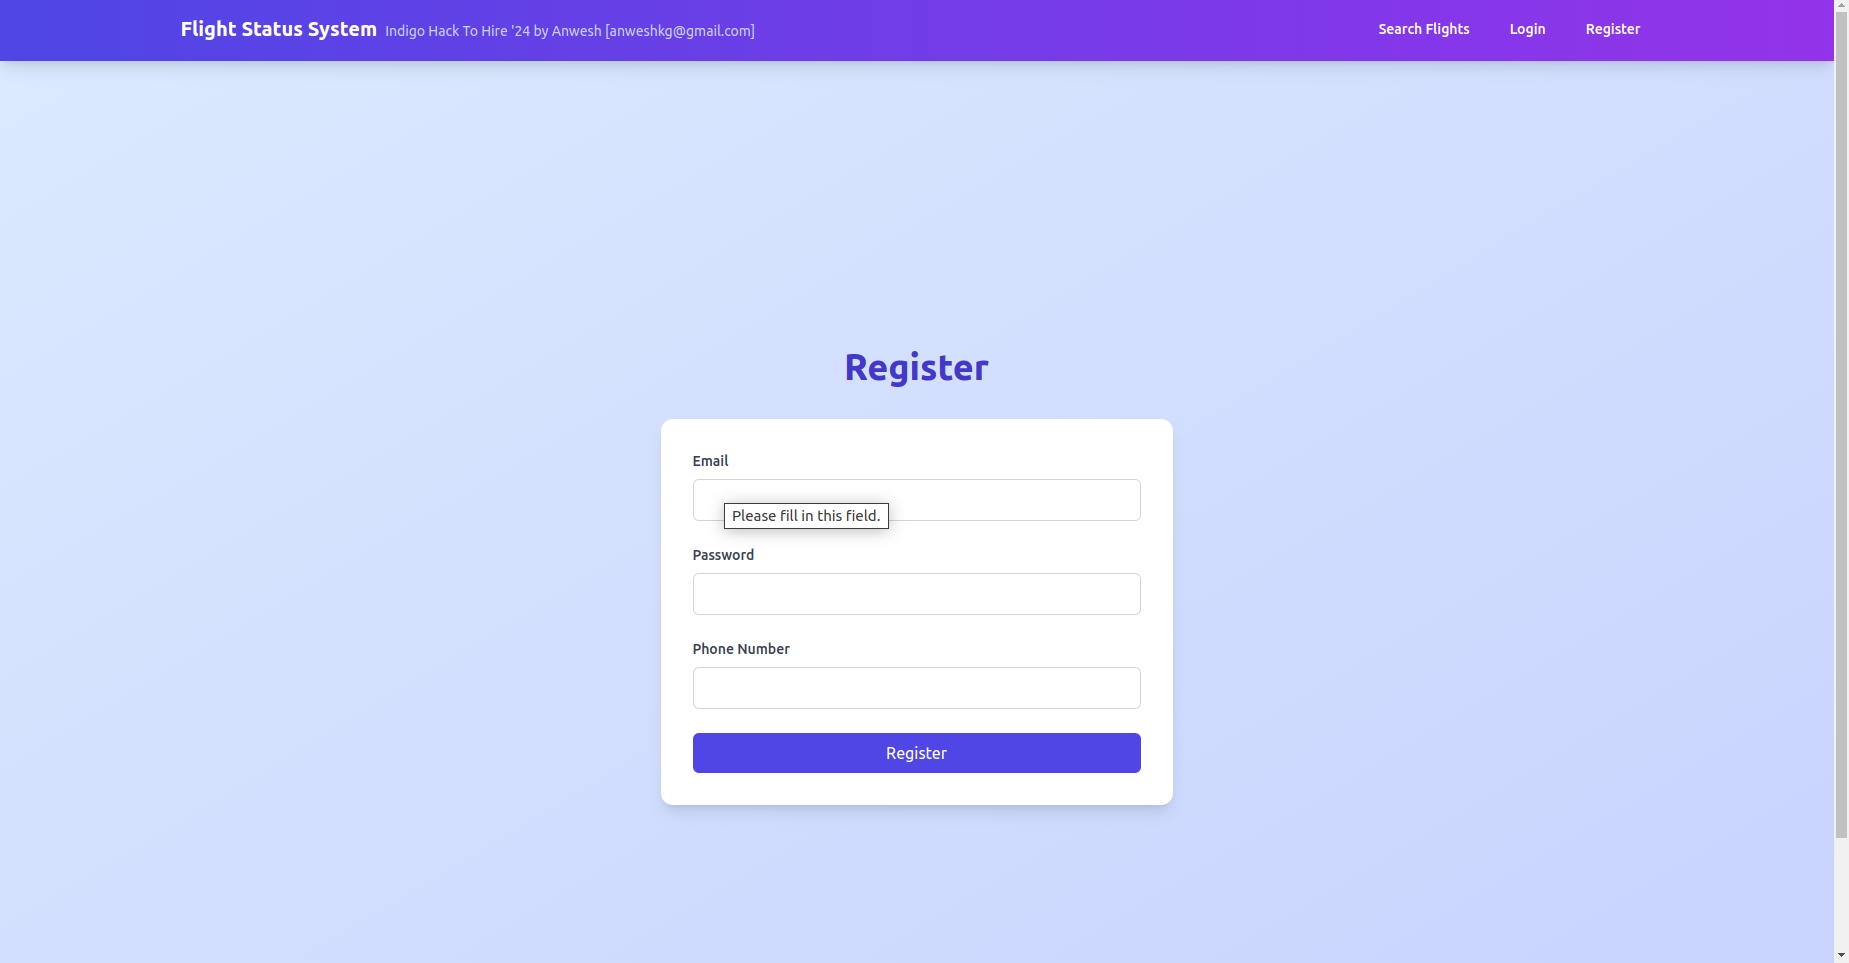 Flight Status System Indigo Hack To Hire '24 by Anwesh [anweshkg@gmail.com] Search Flights Login Register
Register
Email
Please fill in this field.
Password
Phone Number
Register